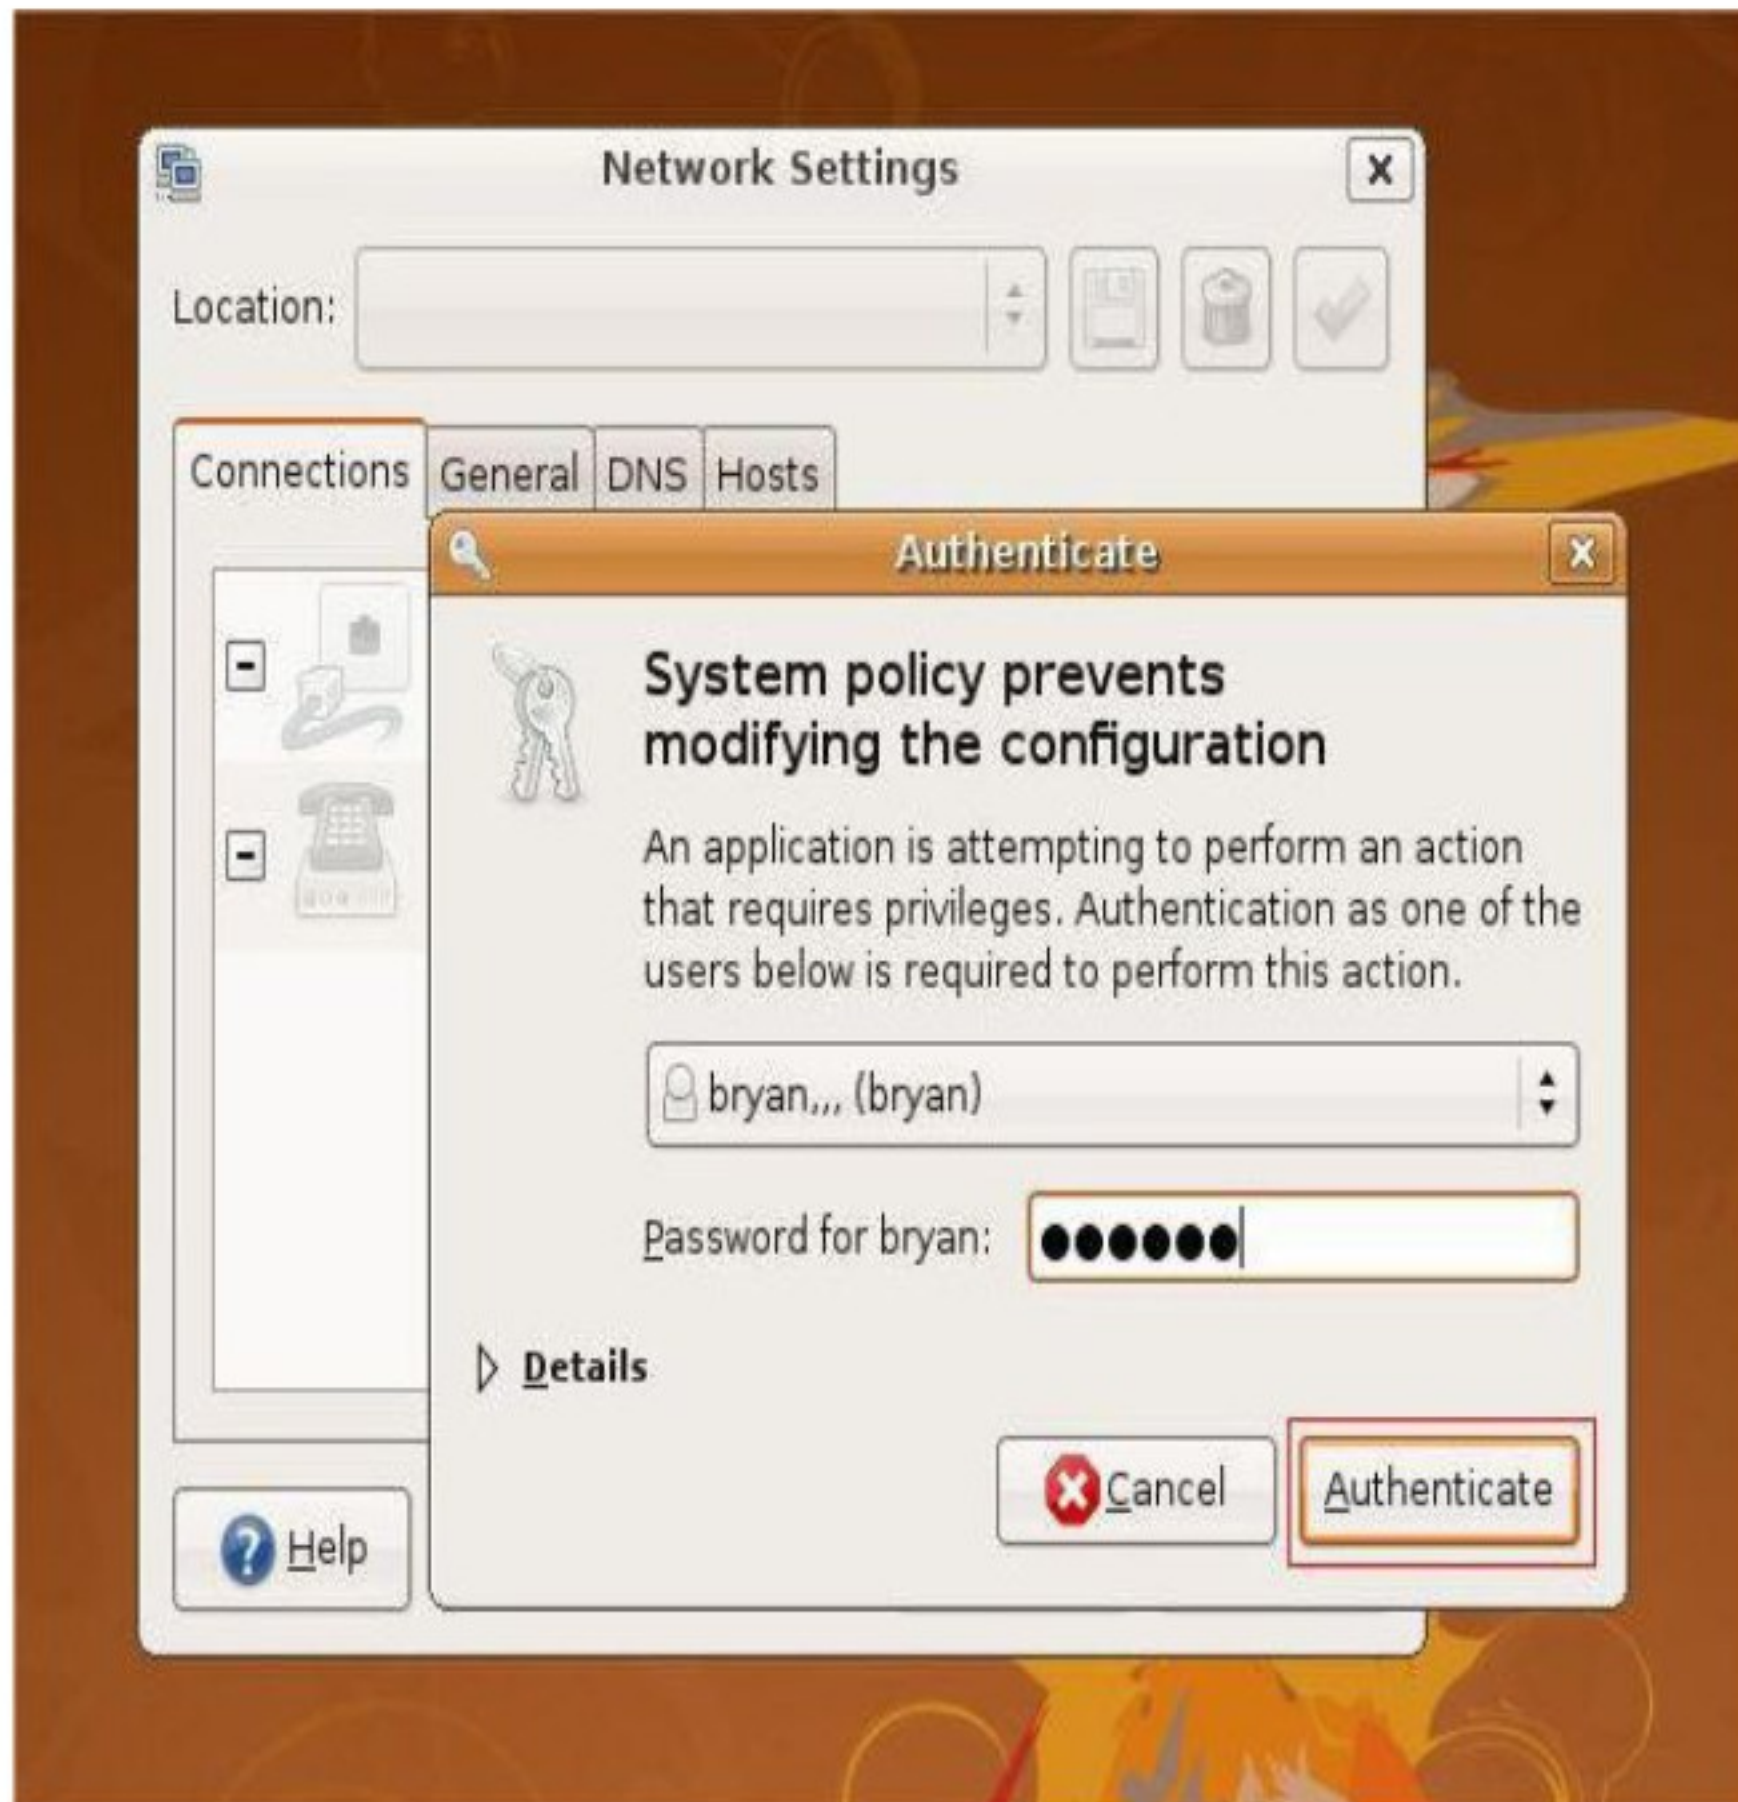 Network Settings
Location:
Connections General DNS Hosts
Authenticate
System policy prevents
modifying the configuration
An application is attempting to perform an action
that requires privileges. Authentication as one of the
users below is required to perform this action.
bryan,,, (bryan)
Password for bryan:
Details
Cancel Authenticate
Help